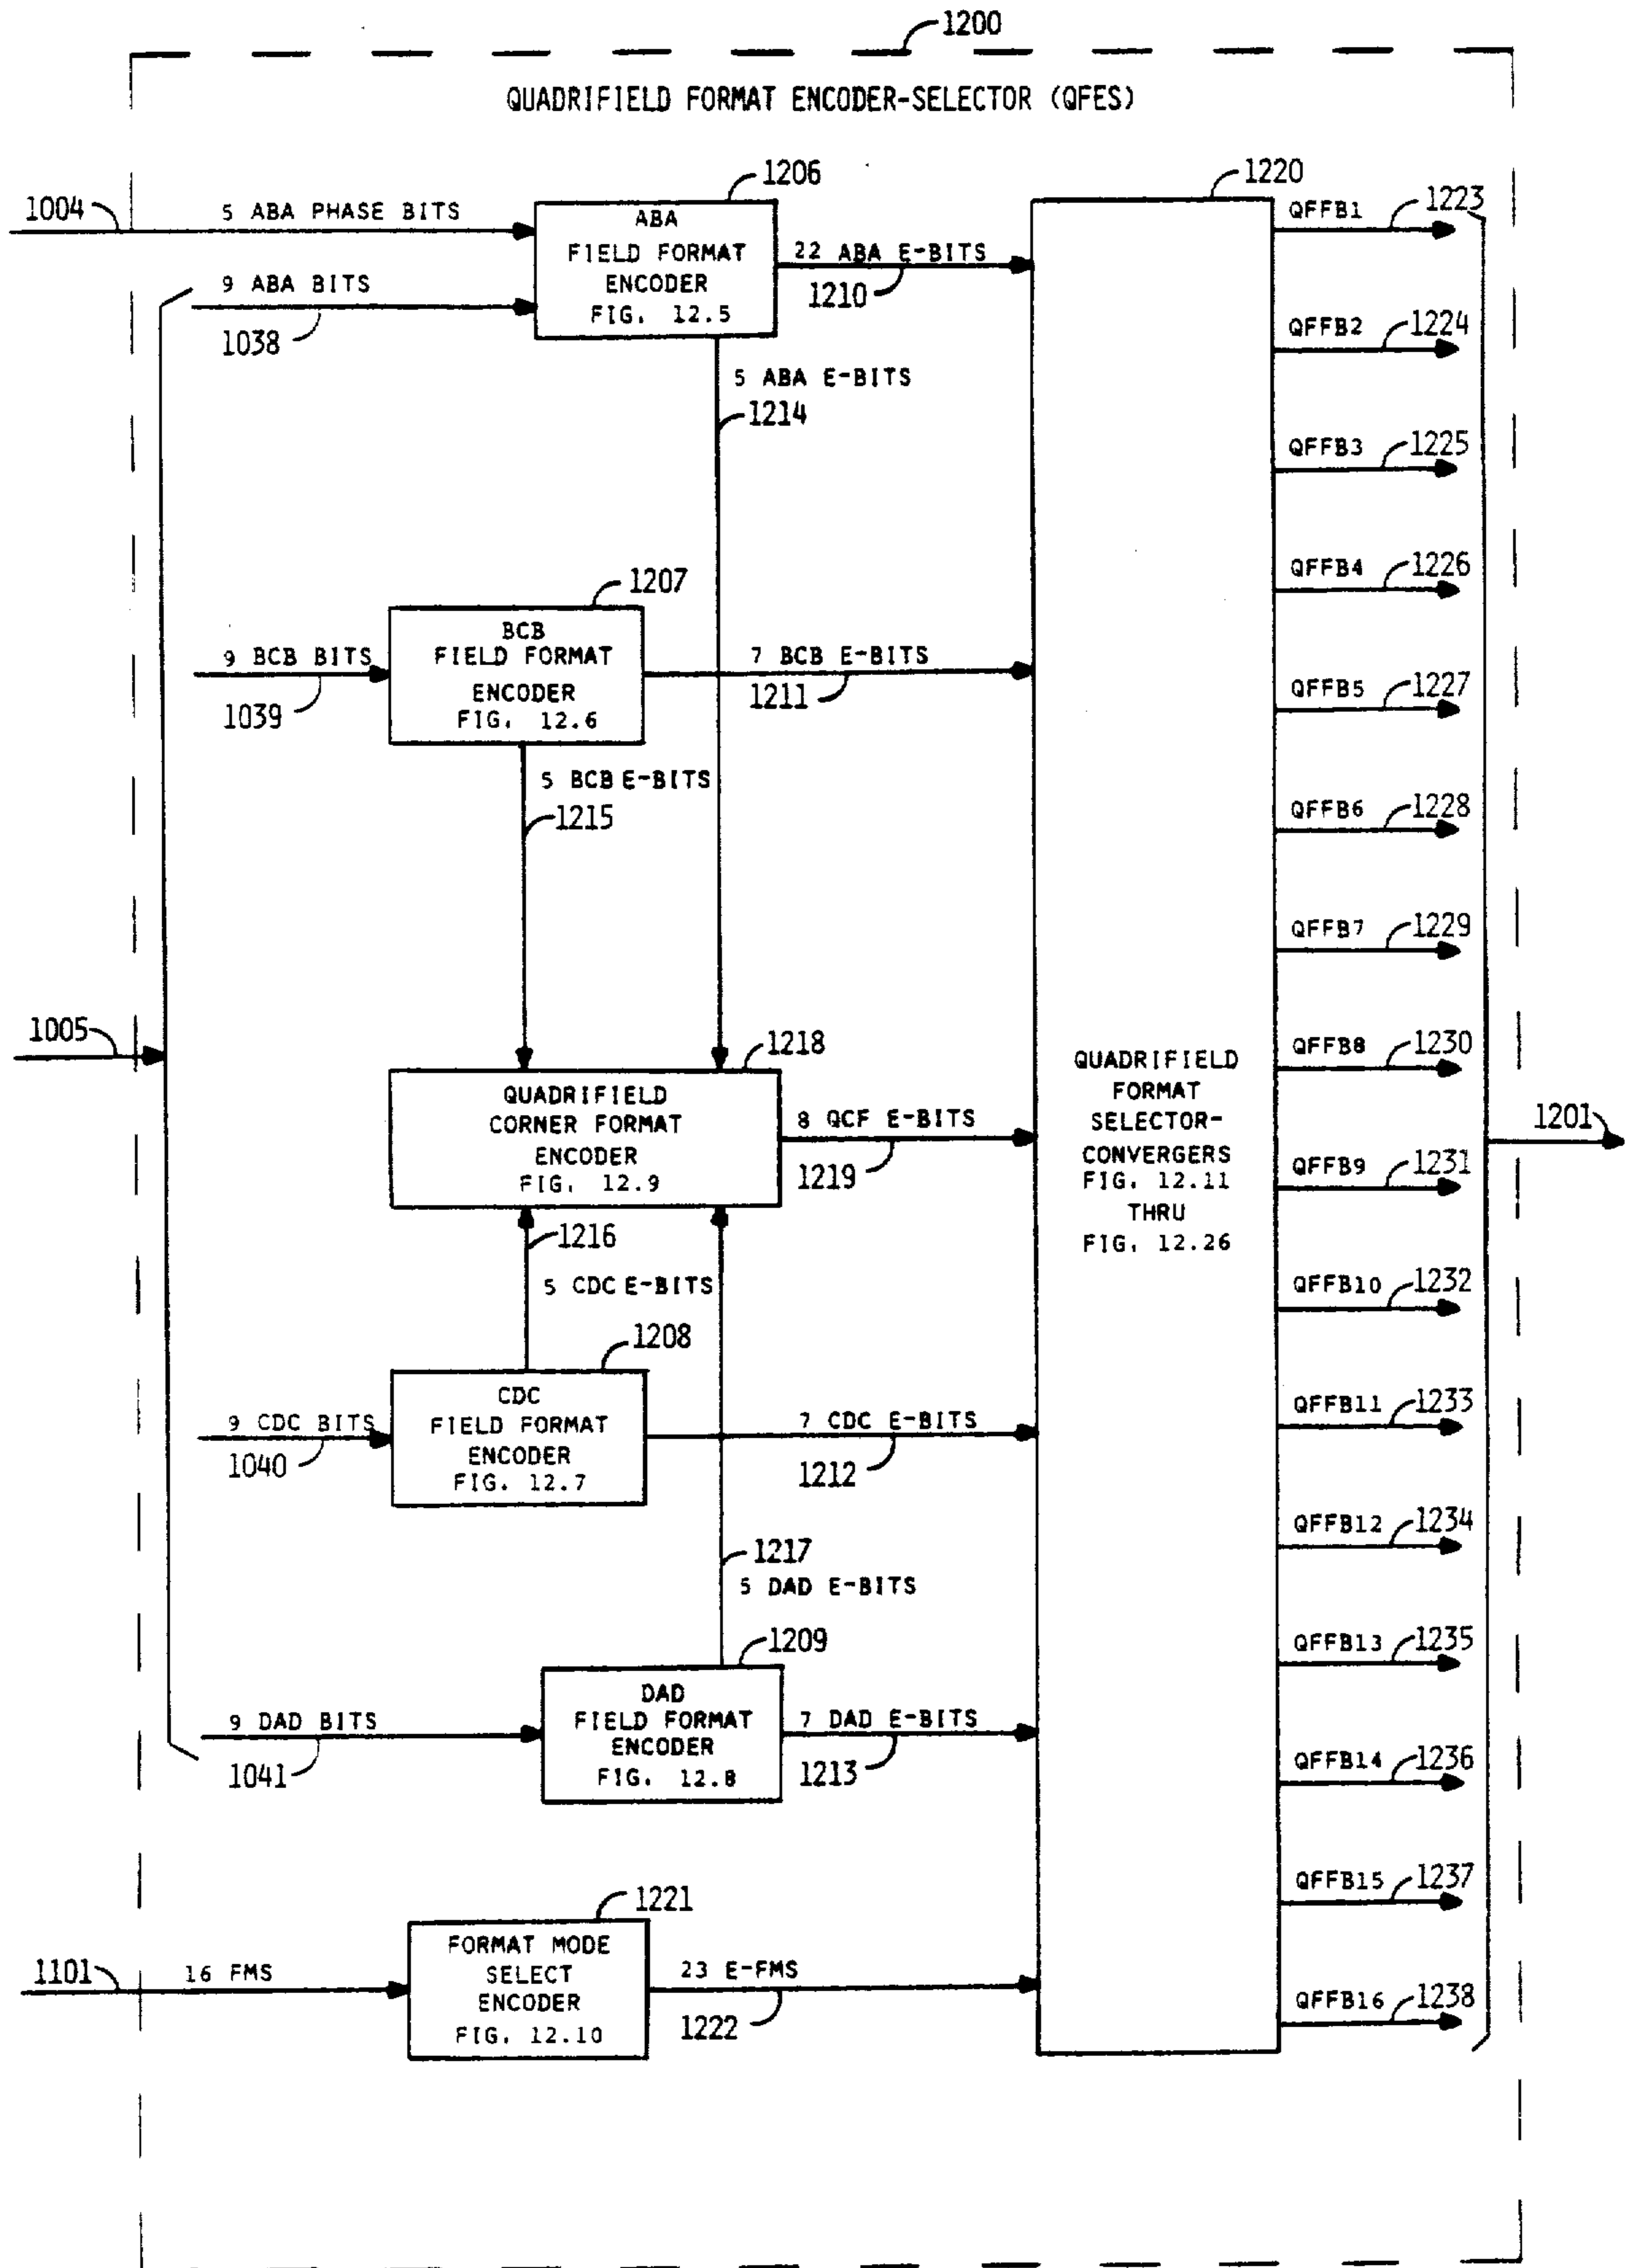 1200
QUADRIFIELD FORMAT ENCODER-SELECTOR (QFES)
1004
5 ABA PHASE BITS
9 ABA BITS
1038
1206
ABA
FIELD FORMAT
ENCODER
FIG. 12.5
22 ABA E-BITS
1210
5 ABA E-BITS
1214
1220
QFFB1
1223
QFFB2
1224
QFFB3
1225
QFFB4
1226
1207
BCB
FIELD FORMAT
ENCODER
FIG. 12.6
9 BCB BITS
1039
7 BCB E-BITS
1211
5 BCB E-BITS
1215
QFFB5
1227
QFFB6
1228
QFFB7
1229
1005
1218
QUADRIFIELD
CORNER FORMAT
ENCODER
FIG. 12.9
8 QCF E-BITS
1219
QUADRIFIELD
FORMAT
SELECTOR-
CONVERGERS
FIG. 12.11
THRU
FIG. 12.26
QFFB8
1230
1201
QFFB9
1231
1216
5 CDC E-BITS
QFFB10
1232
1208
CDC
FIELD FORMAT
ENCODER
FIG. 12.7
9 CDC BITS
1040
7 CDC E-BITS
1212
QFFB11
1233
QFFB12
1234
1217
5 DAD E-BITS
QFFB13
1235
1209
DAD
FIELD FORMAT
ENCODER
FIG. 12.8
9 DAD BITS
1041
7 DAD E-BITS
1213
QFFB14
1236
QFFB15
1237
1221
FORMAT MODE
SELECT
ENCODER
FIG. 12.10
1101
16 FMS
23 E-FMS
1222
QFFB16
1238